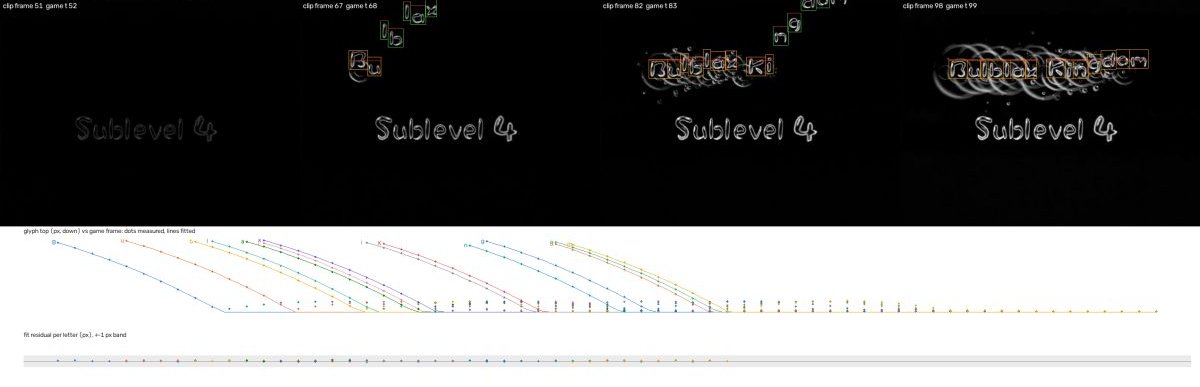 clip frame 51 game t 52
clip frame 67 game t 68
clip frame 82 game t 83
clip frame 98 game t 99
l a x
l b
B u
n g
d o m
Bulblax Ki
Bulblax Kingdom
Sublevel 4
Sublevel 4
Sublevel 4
Sublevel 4
glyph top (px, down) vs game frame: dots measured, lines fitted
B u b l a x i K n g
fit residual per letter (px), +-1 px band